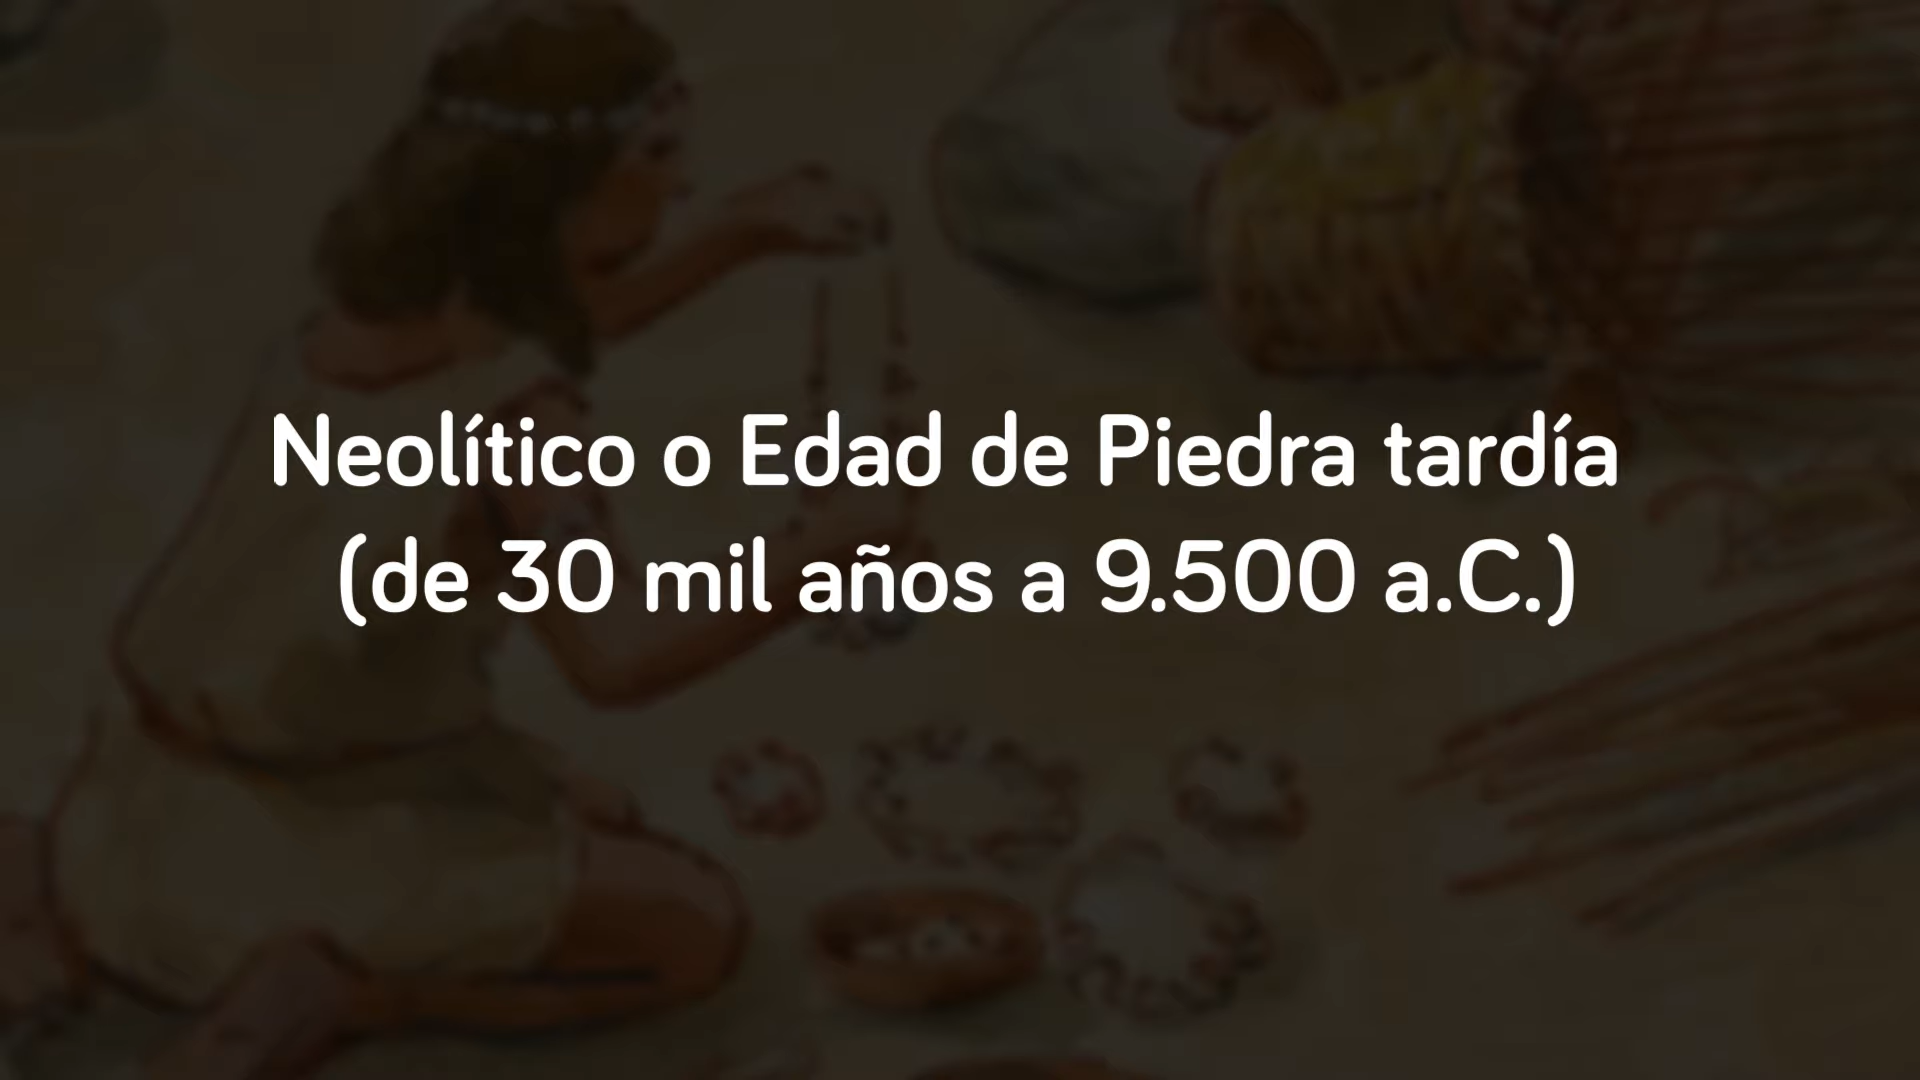 Neolítico o Edad de Piedra tardía
(de 30 mil años a 9.500 a.C.)